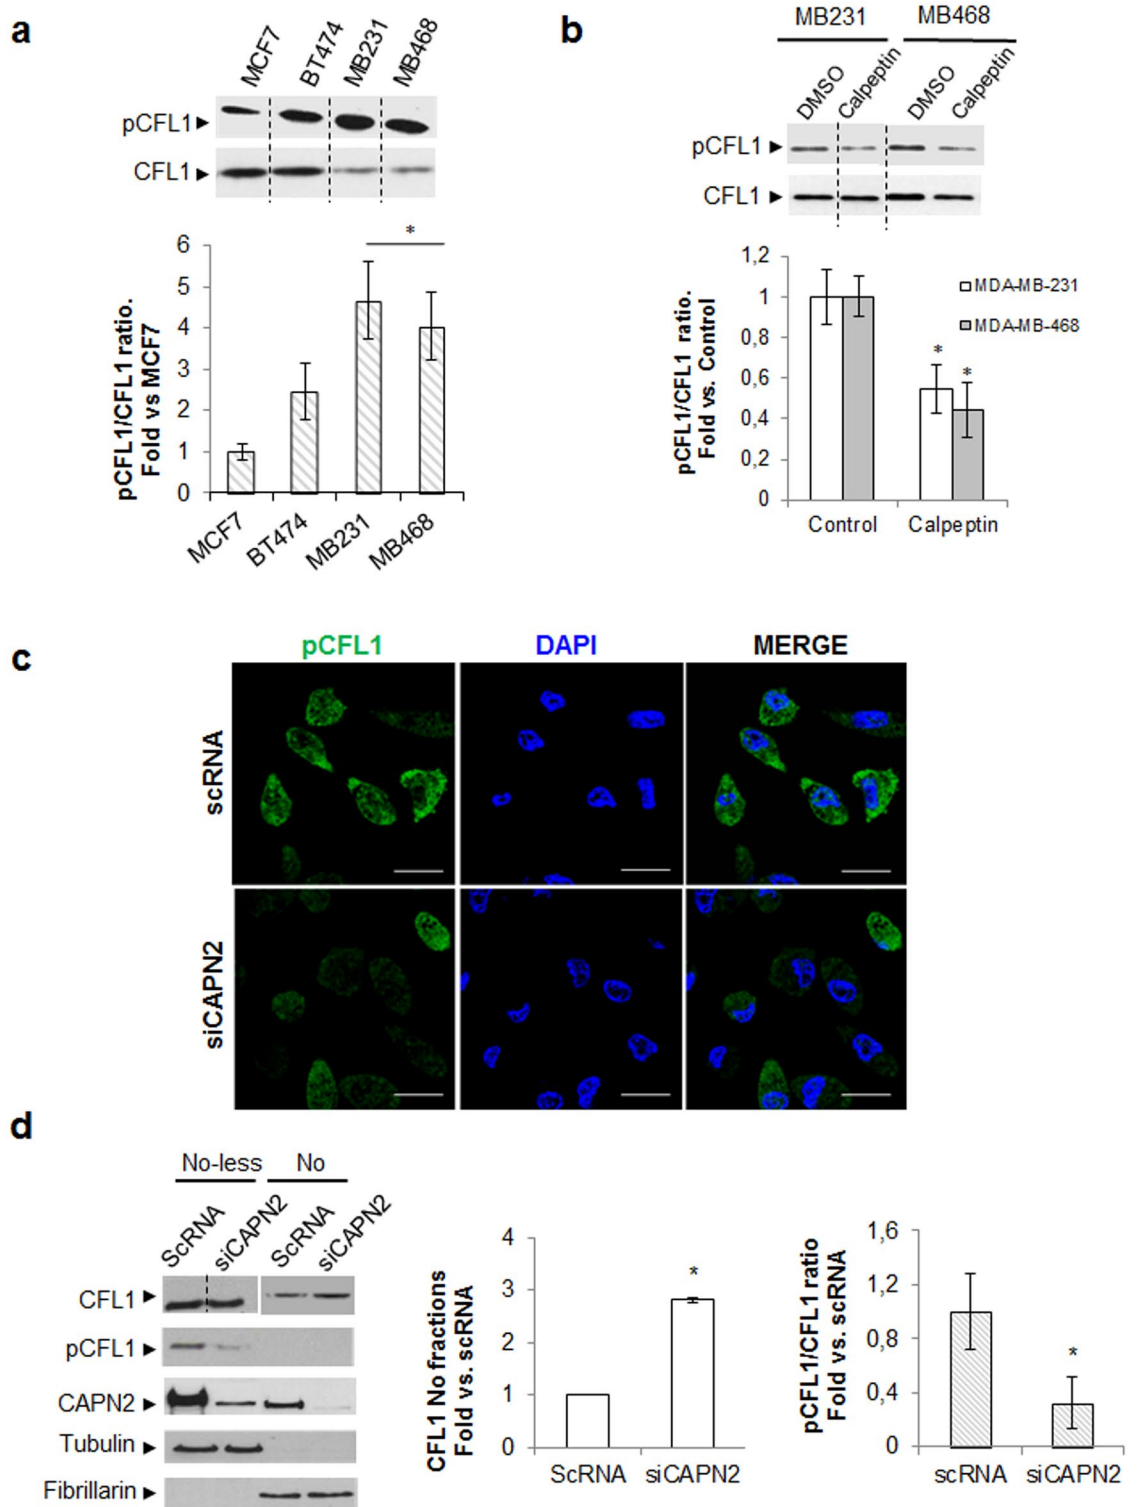 a
MCF7
BT474
MB231
MB468
pCFL1
CFL1
*
6
5
4
3
2
1
0
pCFL1/CFL1 ratio.
Fold vs MCF7
MCF7
BT474
MB231
MB468
b
MB231
MB468
DMSO
Calpeptin
DMSO
Calpeptin
pCFL1
CFL1
1,2
1
0,8
0,6
0,4
0,2
0
pCFL1/CFL1 ratio.
Fold vs. Control
MDA-MB-231
MDA-MB-468
*
*
Control
Calpeptin
c
pCFL1
DAPI
MERGE
scRNA
siCAPN2
d
No-less
No
ScRNA
siCAPN2
ScRNA
siCAPN2
CFL1
pCFL1
CAPN2
Tubulin
Fibrillarin
CFL1 No fractions
Fold vs. scRNA
4
3
2
1
0
*
ScRNA
siCAPN2
pCFL1/CFL1 ratio
Fold vs. scRNA
1,6
1,2
0,8
0,4
0
*
scRNA
siCAPN2